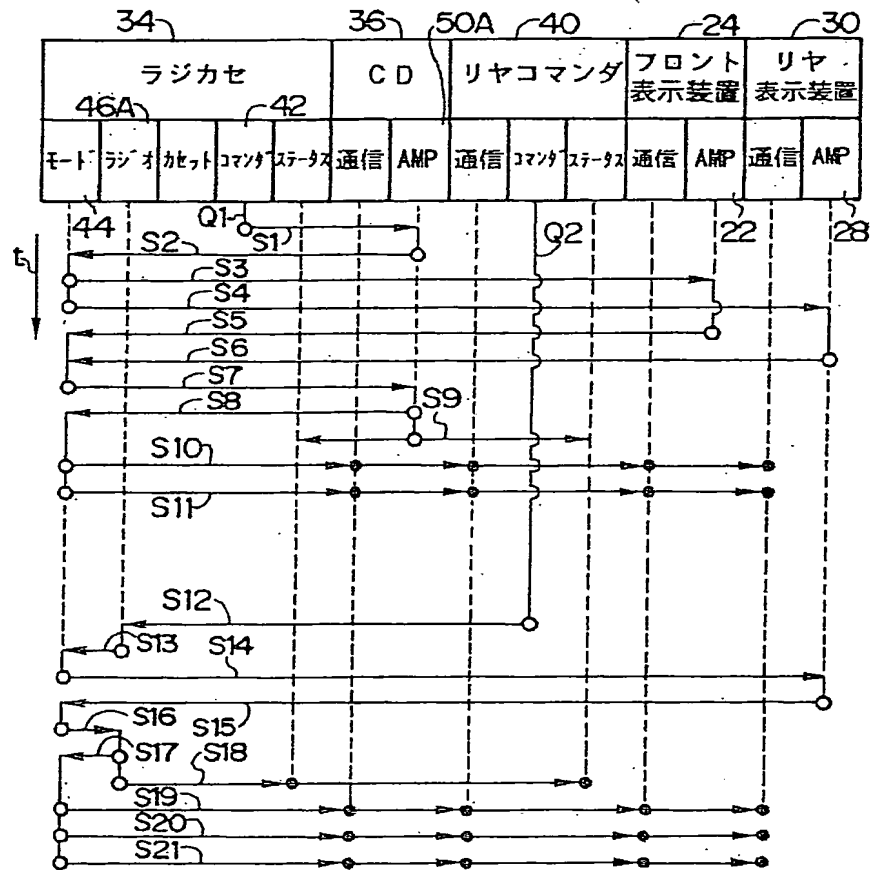 34 36 50A 40 24 30
ラジカセ CD リヤコマンダ フロント表示装置 リヤ表示装置
46A 42
モード ラジオ カセット コマンダ ステータス 通信 AMP 通信 コマンダ ステータス 通信 AMP 通信 AMP
44 Q1 S1 Q2 22 28
t S2
S3
S4
S5
S6
S7
S8 S9
S10
S11
S12
S13 S14
S16 S15
S17 S18
S19
S20
S21